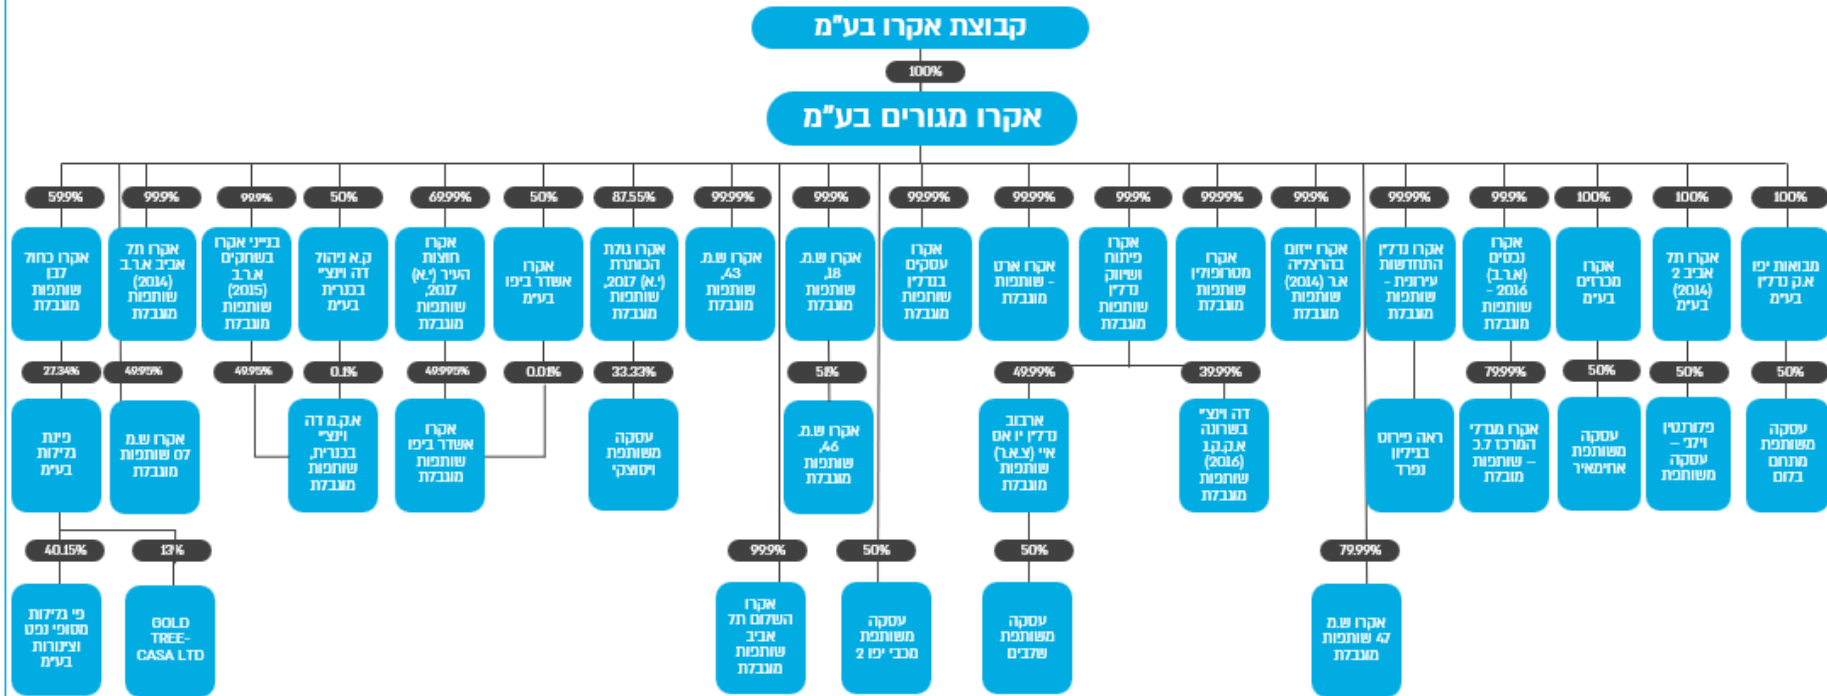 קבוצת אקרו בע"מ
100%
אקרו מגורים בע"מ
100%
100%
100%
99.9%
99.99%
99.9%
99.99%
99.9%
99.99%
99.99%
99.9%
99.99%
87.55%
50%
69.99%
50%
99.9%
99.9%
59.9%
מבואות יפו
א.ק נדל"ן
בע"מ
אקרו תל
אביב 2
(2014)
בע"מ
אקרו
מכרזים
בע"מ
אקרו
נכסים
(א.ר.ב)
2016 -
שותפות
מוגבלת
אקרו נדל"ן
התחדשות
עירונית -
שותפות
מוגבלת
אקרו ייזום
בהרצליה
א.ר (2014)
שותפות
מוגבלת
אקרו
מטרופולין
שותפות
מוגבלת
אקרו
פיתוח
ושיווק
נדל"ן
שותפות
מוגבלת
אקרו ארט
- שותפות
מוגבלת
אקרו
עסקים
בנדל"ן
שותפות
מוגבלת
אקרו ש.מ.
18,
שותפות
מוגבלת
אקרו ש.מ.
43,
שותפות
מוגבלת
אקרו גולת
הכותרת
(י.א) 2017,
שותפות
מוגבלת
אקרו
אשדר ביפו
בע"מ
אקרו
חוצות
העיר (י.א)
2017,
שותפות
מוגבלת
ק.א ניהול
דה וינצ'י
בכנרית
בע"מ
בנייני אקרו
בשחקים
א.ר.ב
(2015)
שותפות
מוגבלת
אקרו תל
אביב א.ר.ב
(2014)
שותפות
מוגבלת
אקרו כחול
לבן
שותפות
מוגבלת
50%
50%
50%
79.99%
39.99%
49.99%
51%
33.33%
0.01%
49.995%
0.1%
49.95%
49.95%
27.34%
עסקה
משותפת
מתחם
בלום
פלורנטין
וילני –
עסקה
משותפת
עסקה
משותפת
אחימאיר
אקרו מגדלי
המרכז ל.כ
– שותפות
מובלת
ראה פירוט
בגיליון
נפרד
דה וינצ'י
בשרונה
א.ק.ק.נ
(2016)
שותפות
מוגבלת
ארבוב
נדל"ן יו אס
איי (צ.א.ר)
שותפות
מוגבלת
אקרו ש.מ.
46,
שותפות
מוגבלת
עסקה
משותפת
ויסוצקי
אקרו
אשדר ביפו
שותפות
מוגבלת
א.ק.מ דה
וינצ'י
בכנרית,
שותפות
מוגבלת
אקרו ש.מ
07 שותפות
מוגבלת
פינת
גלילות
בע"מ
79.99%
50%
50%
99.9%
13%
40.15%
אקרו ש.מ
47 שותפות
מוגבלת
עסקה
משותפת
שלבים
עסקה
משותפת
מכבי יפו 2
אקרו
השלום תל
אביב
שותפות
מוגבלת
GOLD
TREE-
CASA LTD
פי גלילות
מסופי נפט
וצינורות
בע"מ